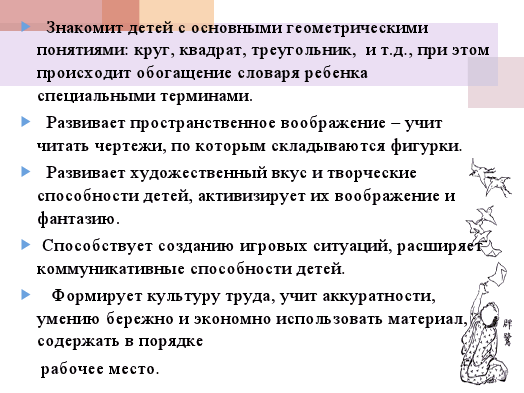 Знакомит детей с основными геометрическими
понятиями: круг, квадрат, треугольник,  и т.д., при этом
происходит обогащение словаря ребенка
специальными терминами.
Развивает пространственное воображение – учит
читать чертежи, по которым складываются фигурки.
Развивает художественный вкус и творческие
способности детей, активизирует их воображение и
фантазию.
Способствует созданию игровых ситуаций, расширяет
коммуникативные способности детей.
Формирует культуру труда, учит аккуратности,
умению бережно и экономно использовать материал,
содержать в порядке
рабочее место.